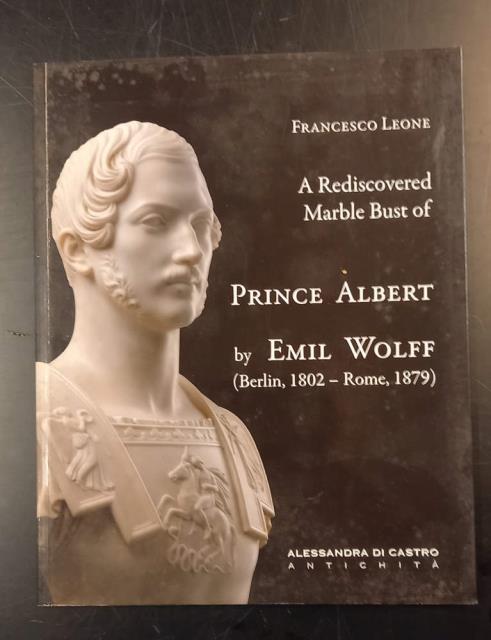 FRANCESCO LEONE
A Rediscovered
Marble Bust of
PRINCE ALBERT
by EMIL WOLFF
(Berlin, 1802 – Rome, 1879)
ALESSANDRA DI CASTRO
ANTICHITÀ